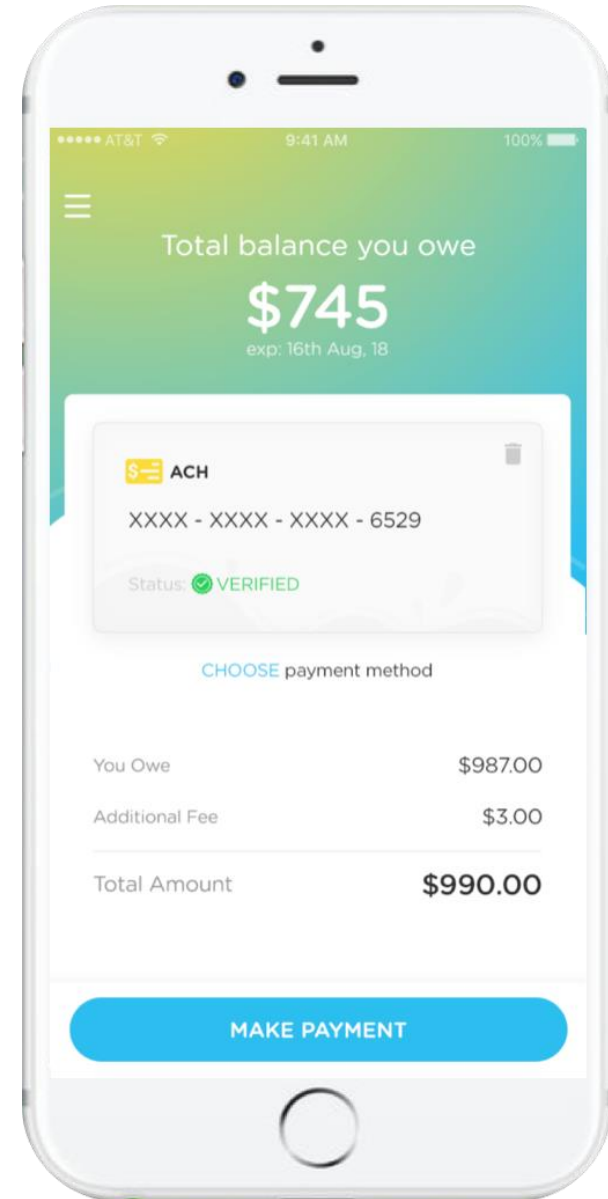 AT&T 9:41 AM 100%
Total balance you owe
$745
exp: 16th Aug, 18
$ ACH
XXXX - XXXX - XXXX - 6529
Status: VERIFIED
CHOOSE payment method
You Owe $987.00
Additional Fee $3.00
Total Amount $990.00
MAKE PAYMENT